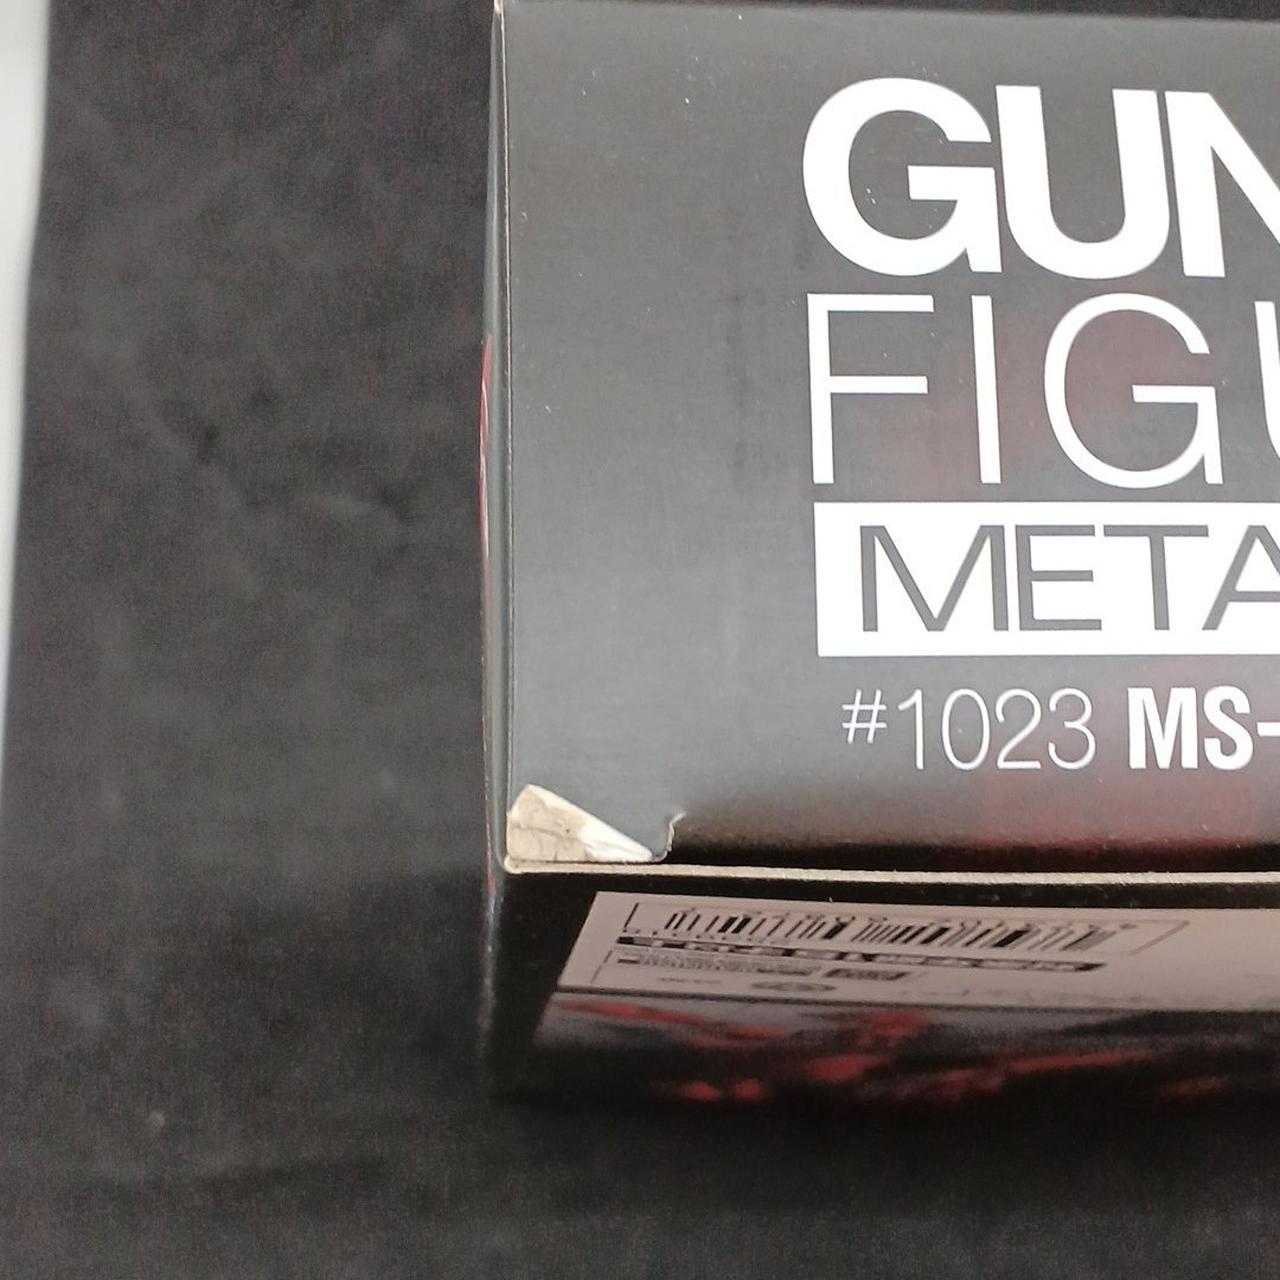 GUN
FIGU
META
#1023 MS-